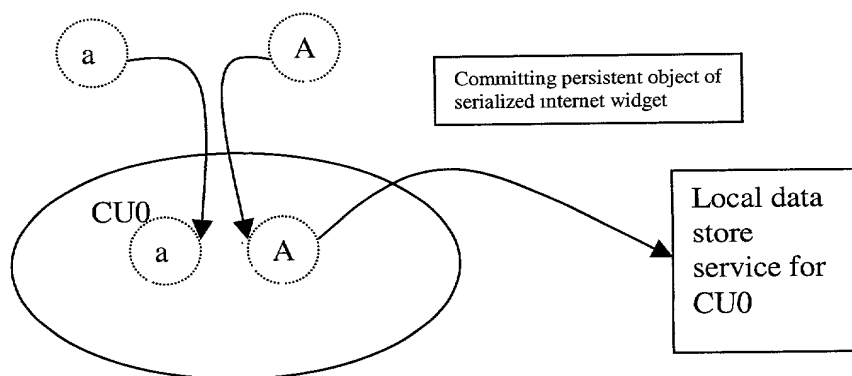 a
A
Committing persistent object of
serialized internet widget
CU0
a
A
Local data
store
service for
CU0